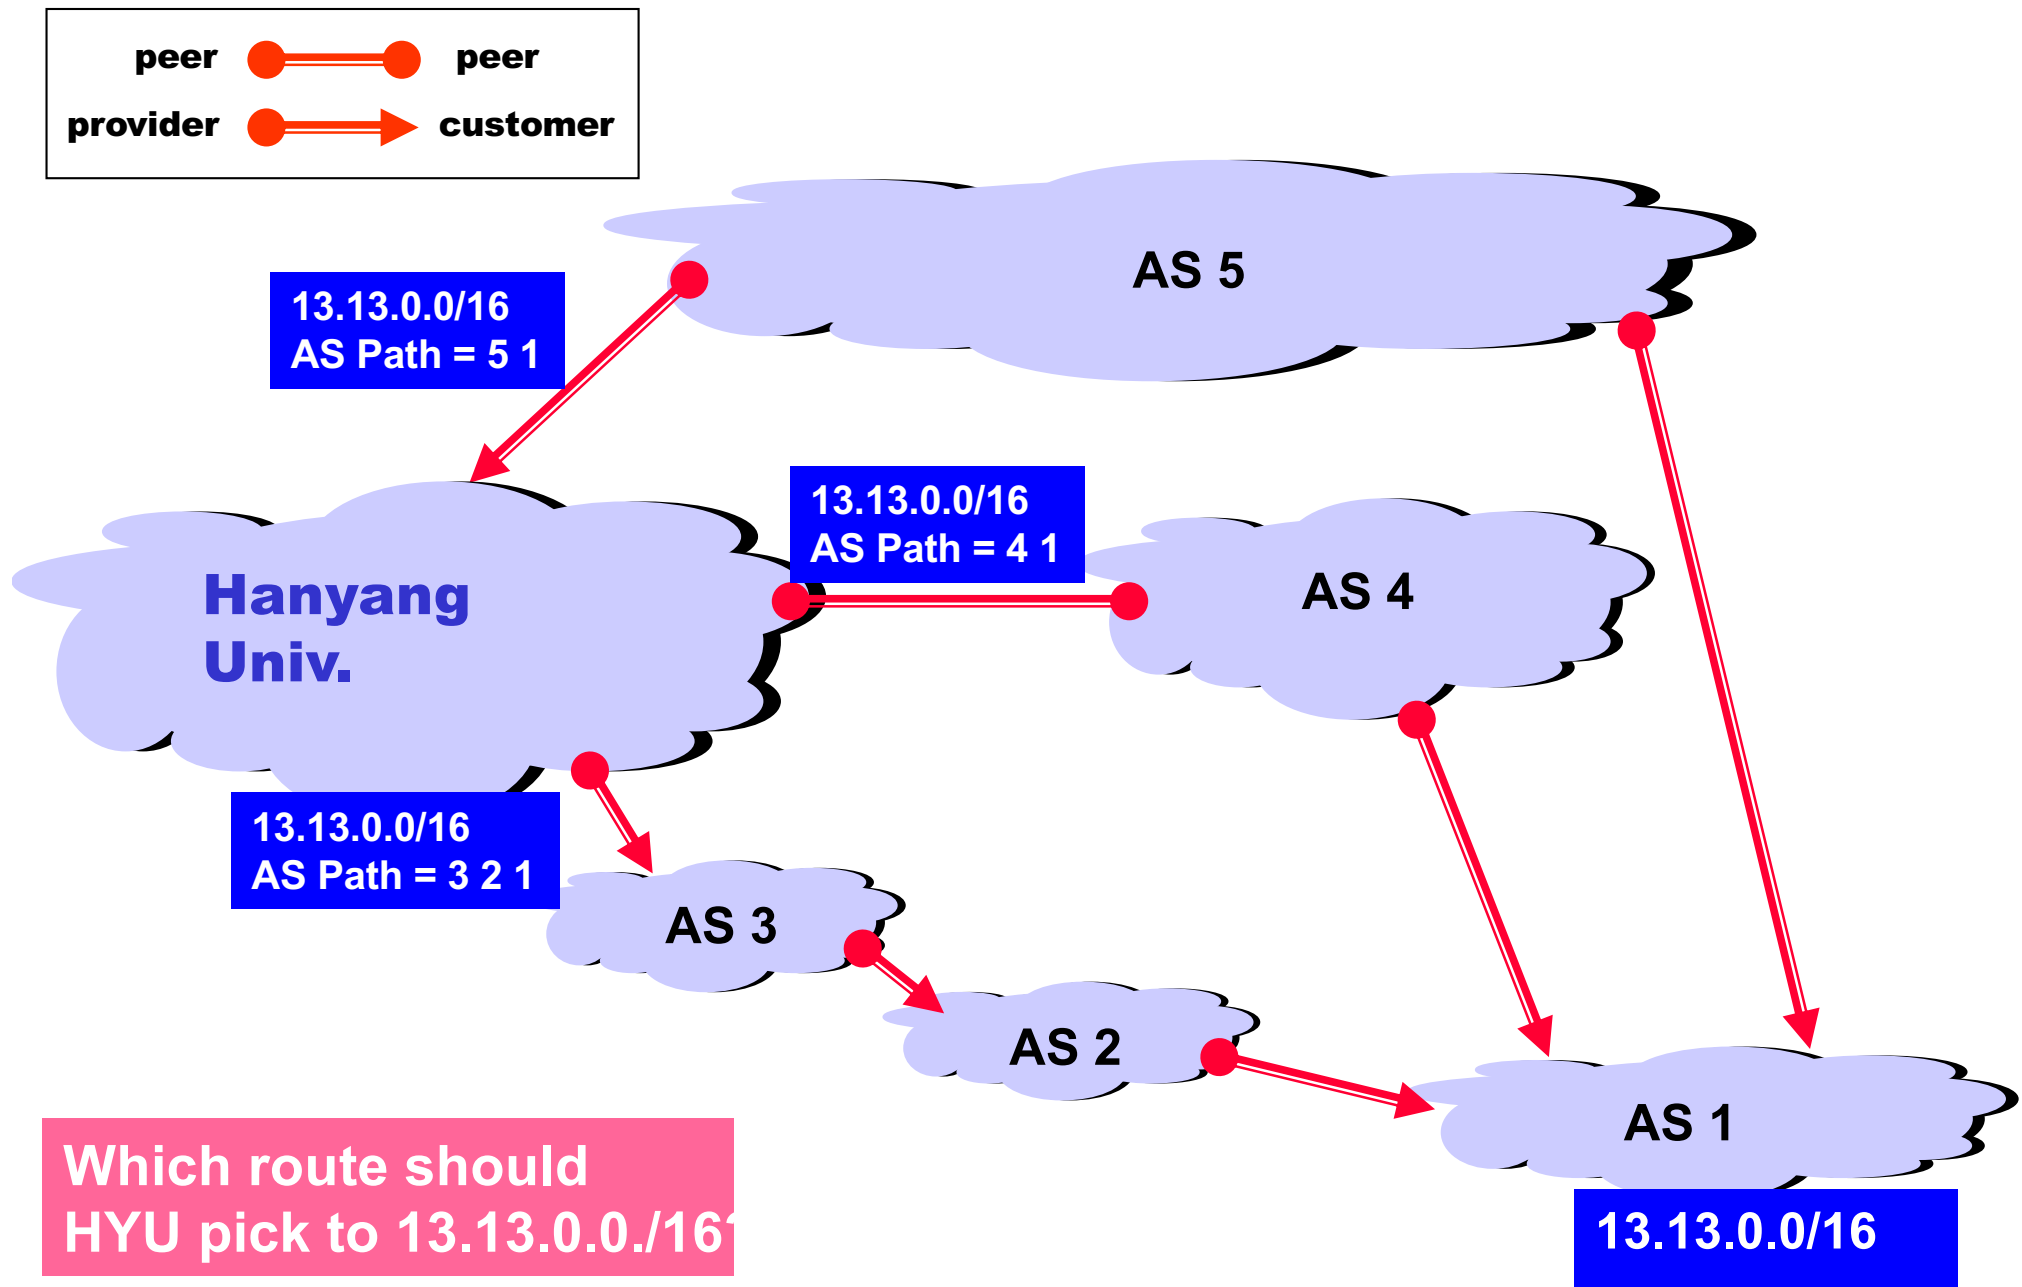 peer peer
provider customer
AS 5
13.13.0.0/16
AS Path = 5 1
13.13.0.0/16
AS Path = 4 1
Hanyang
Univ.
AS 4
13.13.0.0/16
AS Path = 3 2 1
AS 3
AS 2
AS 1
Which route should
HYU pick to 13.13.0.0./16?
13.13.0.0/16